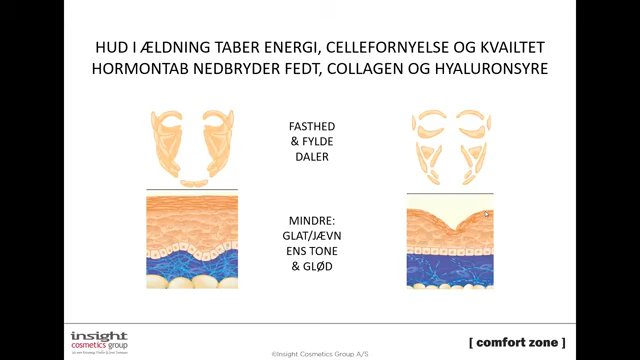 HUD I ÆLDNING TABER ENERGI, CELLEFORNYELSE OG KVAILTET
HORMONTAB NEDBRYDER FEDT, COLLAGEN OG HYALURONSYRE
FASTHED
& FYLDE
DALER
MINDRE:
GLAT/JÆVN
ENS TONE
& GLØD
insight
cosmetics group
[ comfort zone ]
©Insight Cosmetics Group A/S